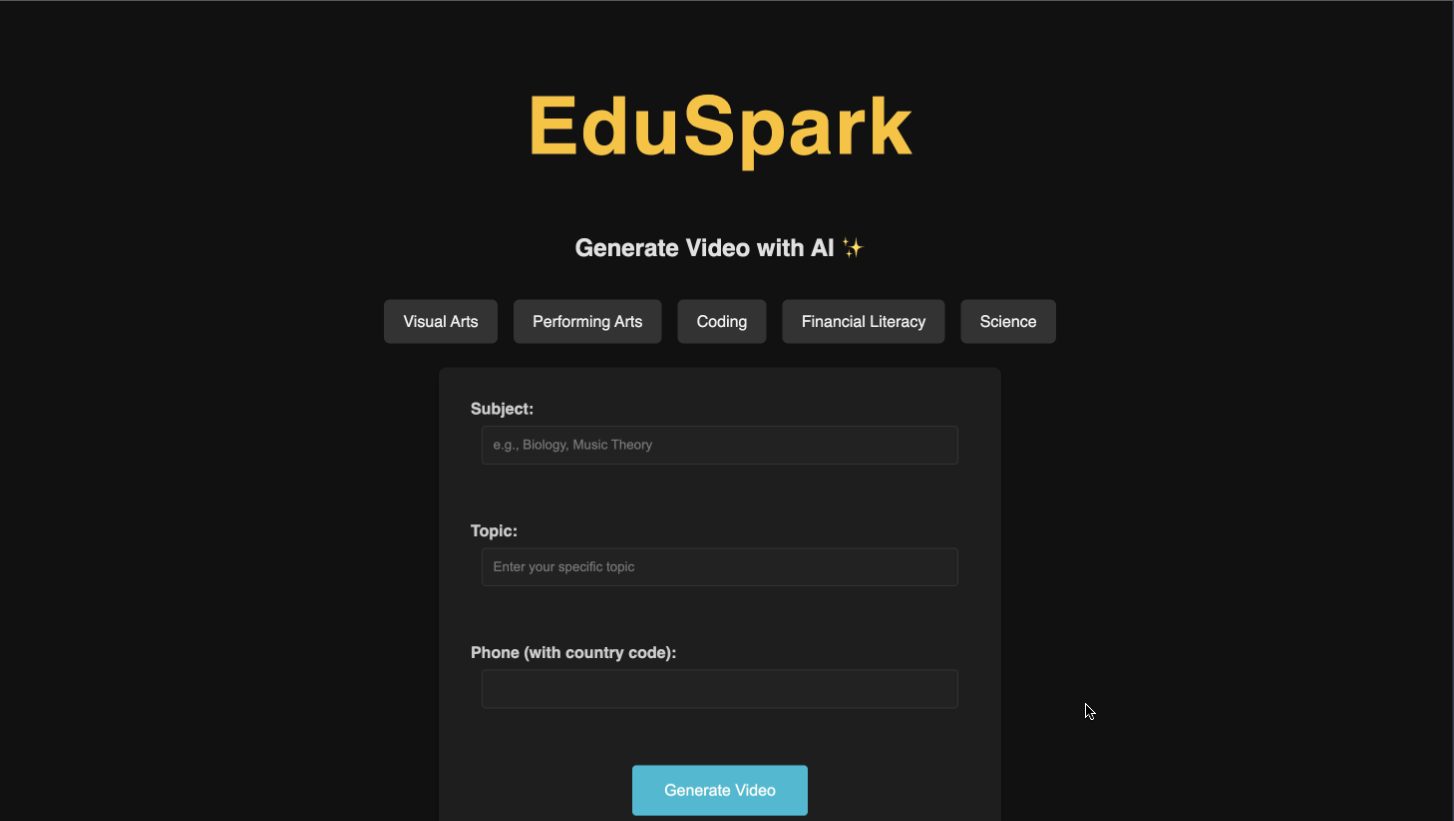 EduSpark
Generate Video with AI ✨
Visual Arts Performing Arts Coding Financial Literacy Science
Subject:
e.g., Biology, Music Theory
Topic:
Enter your specific topic
Phone (with country code):
Generate Video